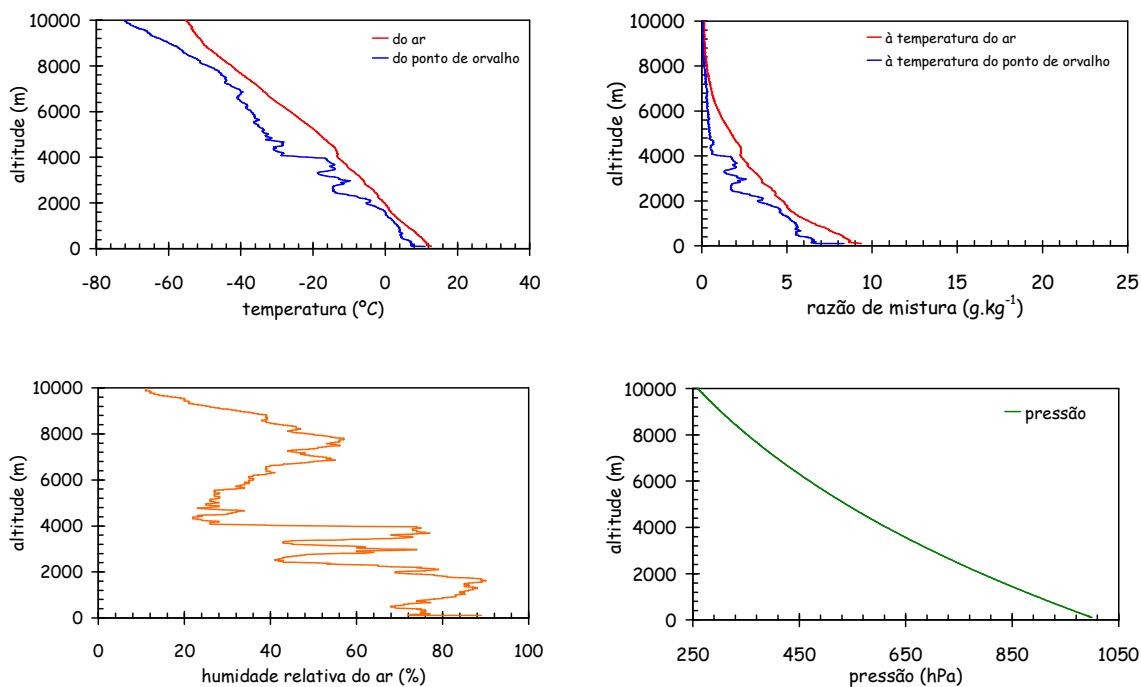 10000
8000
6000
4000
2000
0
altitude (m)
do ar
do ponto de orvalho
-80 -60 -40 -20 0 20 40
temperatura (ºC)
10000
8000
6000
4000
2000
0
altitude (m)
à temperatura do ar
à temperatura do ponto de orvalho
0 5 10 15 20 25
razão de mistura (g.kg⁻¹)
10000
8000
6000
4000
2000
0
altitude (m)
0 20 40 60 80 100
humidade relativa do ar (%)
10000
8000
6000
4000
2000
0
altitude (m)
pressão
250 450 650 850 1050
pressão (hPa)